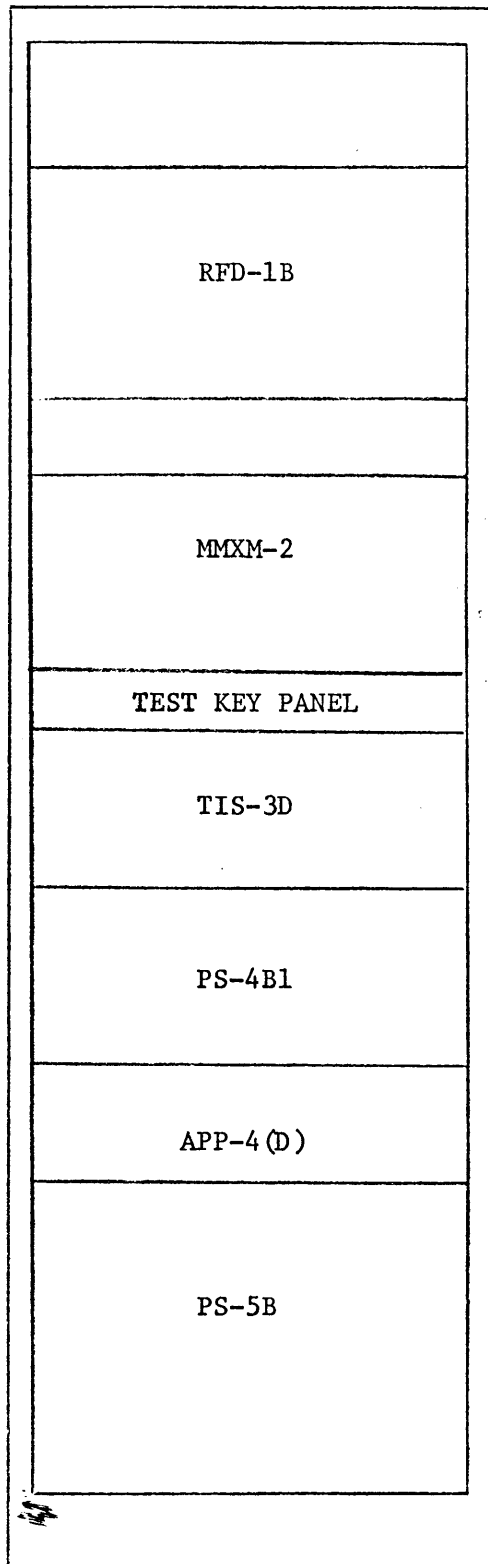 RFD-1B
MMXM-2
TEST KEY PANEL
TIS-3D
PS-4B1
APP-4(D)
PS-5B